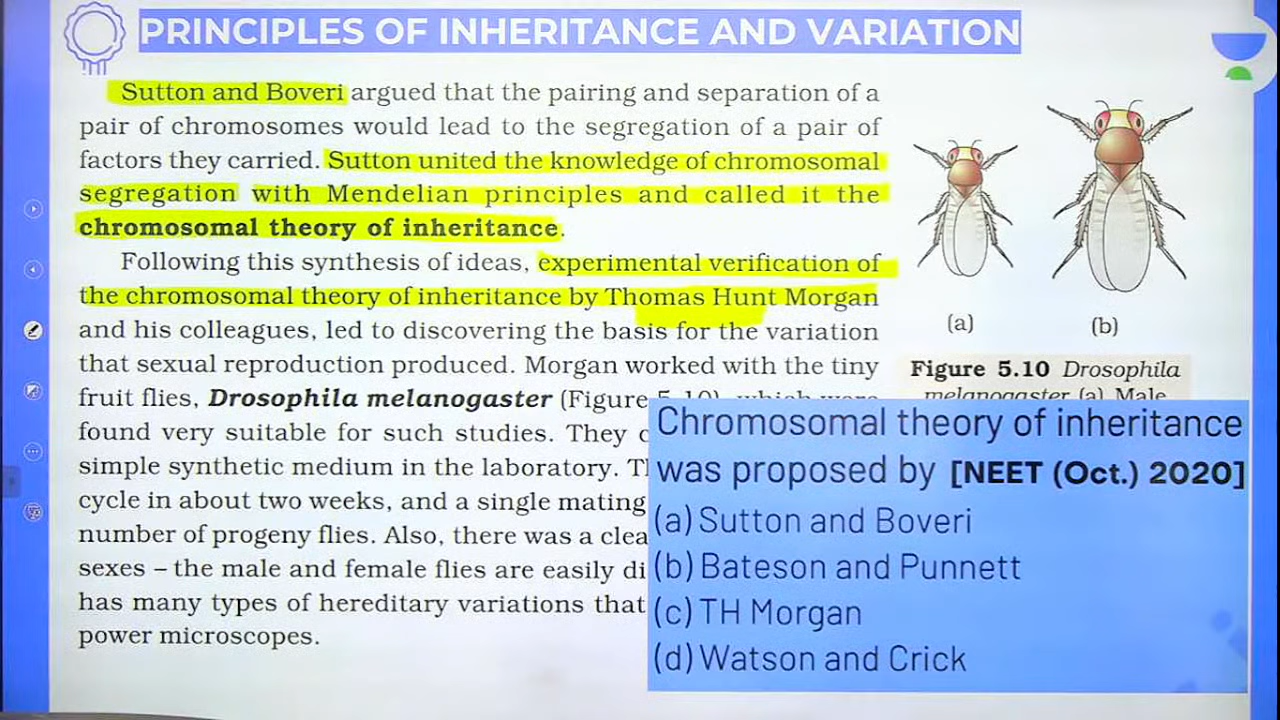 PRINCIPLES OF INHERITANCE AND VARIATION
Sutton and Boveri argued that the pairing and separation of a
pair of chromosomes would lead to the segregation of a pair of
factors they carried. Sutton united the knowledge of chromosomal
segregation with Mendelian principles and called it the
chromosomal theory of inheritance.
Following this synthesis of ideas, experimental verification of
the chromosomal theory of inheritance by Thomas Hunt Morgan
and his colleagues, led to discovering the basis for the variation
that sexual reproduction produced. Morgan worked with the tiny
fruit flies, Drosophila melanogaster (Figure 5.10), which were
found very suitable for such studies. They
simple synthetic medium in the laboratory.
cycle in about two weeks, and a single mating
number of progeny flies. Also, there was a
sexes – the male and female flies are easily
has many types of hereditary variations that
power microscopes.
(a)
(b)
Figure 5.10 Drosophila
melanogaster (a) Male
Chromosomal theory of inheritance
was proposed by [NEET (Oct.) 2020]
(a) Sutton and Boveri
(b) Bateson and Punnett
(c) TH Morgan
(d) Watson and Crick